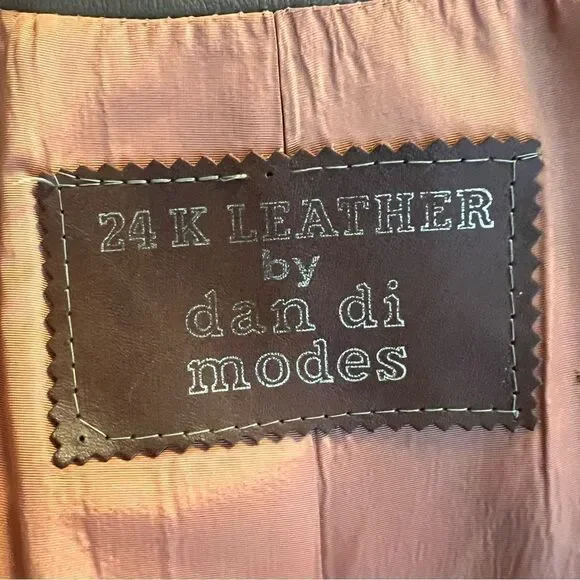 24 K LEATHER
by
dan di
modes